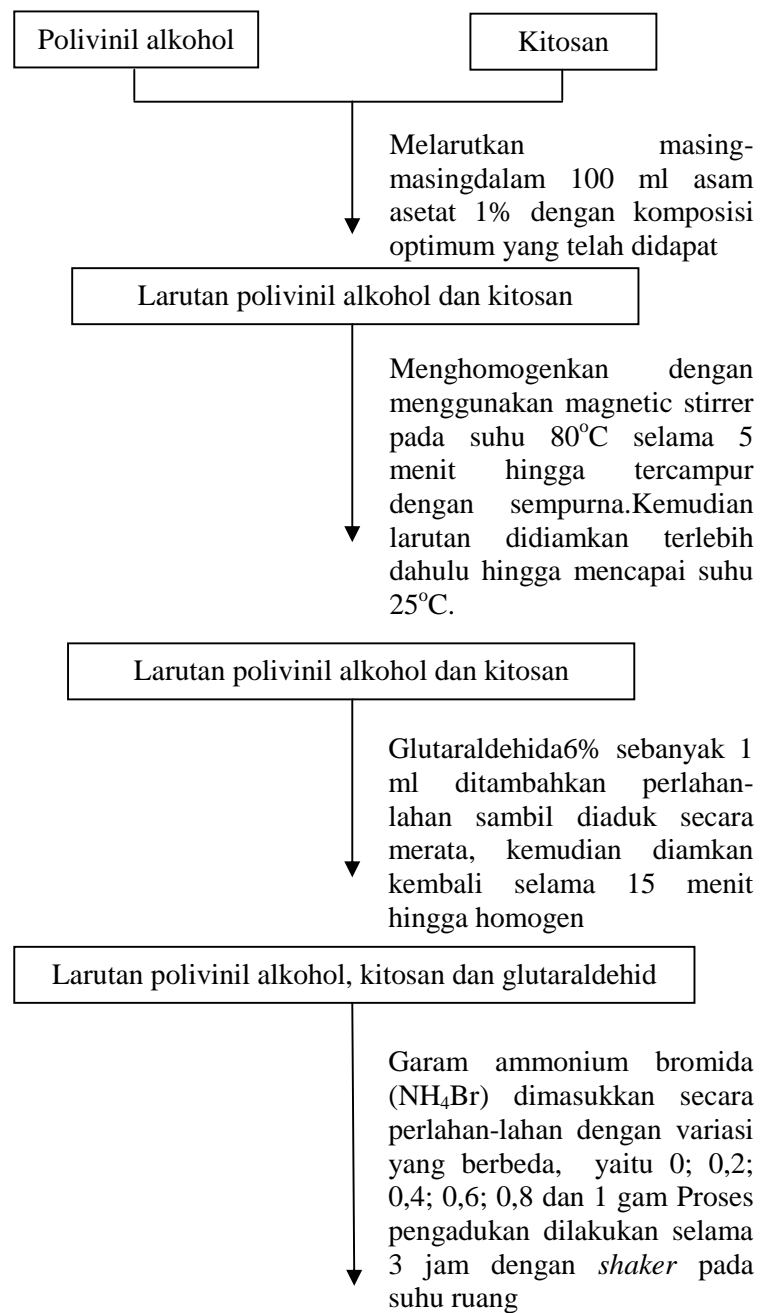 Polivinil alkohol
Kitosan
Melarutkan masing-
masingdalam 100 ml asam
asetat 1% dengan komposisi
optimum yang telah didapat
Larutan polivinil alkohol dan kitosan
Menghomogenkan dengan
menggunakan magnetic stirrer
pada suhu 80°C selama 5
menit hingga tercampur
dengan sempurna.Kemudian
larutan didiamkan terlebih
dahulu hingga mencapai suhu
25°C.
Larutan polivinil alkohol dan kitosan
Glutaraldehida6% sebanyak 1
ml ditambahkan perlahan-
lahan sambil diaduk secara
merata, kemudian diamkan
kembali selama 15 menit
hingga homogen
Larutan polivinil alkohol, kitosan dan glutaraldehid
Garam ammonium bromida
(NH₄Br) dimasukkan secara
perlahan-lahan dengan variasi
yang berbeda, yaitu 0; 0,2;
0,4; 0,6; 0,8 dan 1 gam Proses
pengadukan dilakukan selama
3 jam dengan shaker pada
suhu ruang